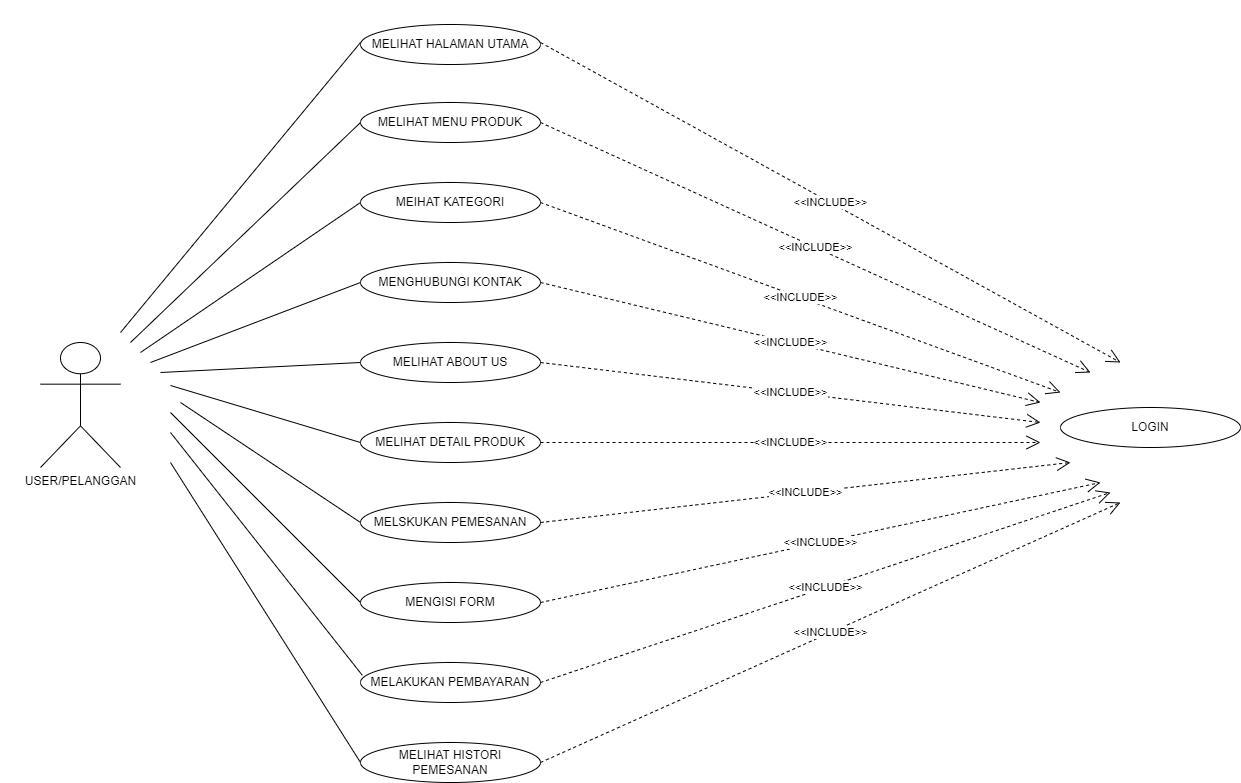 MELIHAT HALAMAN UTAMA
MELIHAT MENU PRODUK
MEIHAT KATEGORI
<<INCLUDE>>
<<INCLUDE>>
MENGHUBUNGI KONTAK
<<INCLUDE>>
<<INCLUDE>>
MELIHAT ABOUT US
<<INCLUDE>>
LOGIN
MELIHAT DETAIL PRODUK
<<INCLUDE>>
USER/PELANGGAN
<<INCLUDE>>
MELSKUKAN PEMESANAN
<<INCLUDE>>
<<INCLUDE>>
MENGISI FORM
<<INCLUDE>>
MELAKUKAN PEMBAYARAN
MELIHAT HISTORI
PEMESANAN